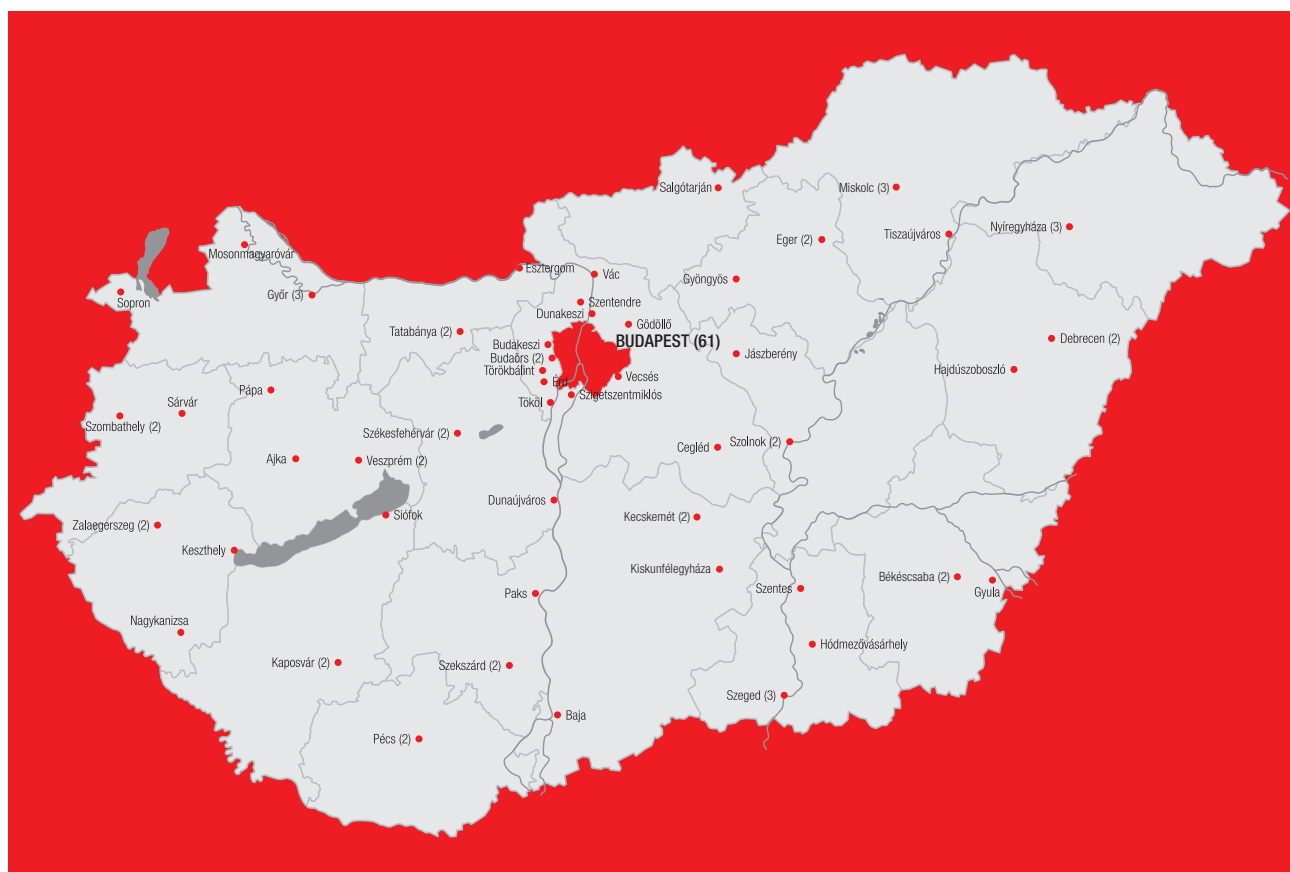 Salgótarján
Miskolc (3)
Nyíregyháza (3)
Tiszaújváros
Eger (2)
Mosonmagyaróvár
Esztergom
Vác
Gyöngyös
Sopron
Győr (3)
Szentendre
Dunakeszi
Gödöllő
Tatabánya (2)
BUDAPEST (61)
Debrecen (2)
Budakeszi
Jászberény
Budaörs (2)
Törökbálint
Hajdúszoboszló
Vecsés
Érd
Pápa
Szigetszentmiklós
Tököl
Sárvár
Szombathely (2)
Székesfehérvár (2)
Szolnok (2)
Cegléd
Ajka
Veszprém (2)
Dunaújváros
Siófok
Kecskemét (2)
Zalaegerszeg (2)
Keszthely
Kiskunfélegyháza
Békéscsaba (2)
Gyula
Szentes
Paks
Nagykanizsa
Hódmezővásárhely
Kaposvár (2)
Szekszárd (2)
Szeged (3)
Baja
Pécs (2)